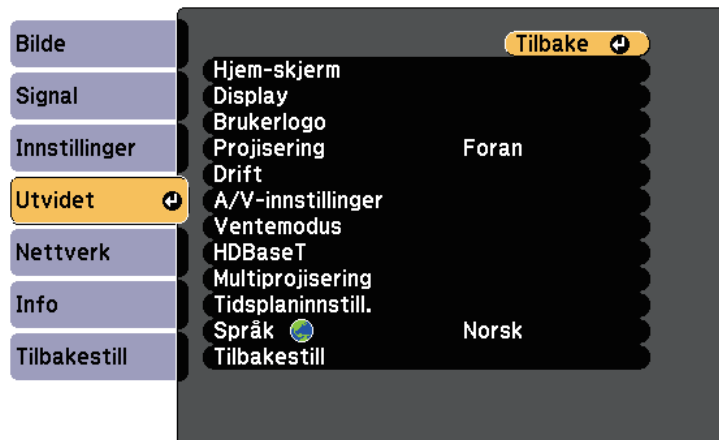 Bilde
Signal
Innstillinger
Utvidet
Nettverk
Info
Tilbakestill
Tilbake
Hjem-skjerm
Display
Brukerlogo
Projisering Foran
Drift
A/V-innstillinger
Ventemodus
HDBaseT
Multiprojisering
Tidsplaninnstill.
Språk Norsk
Tilbakestill